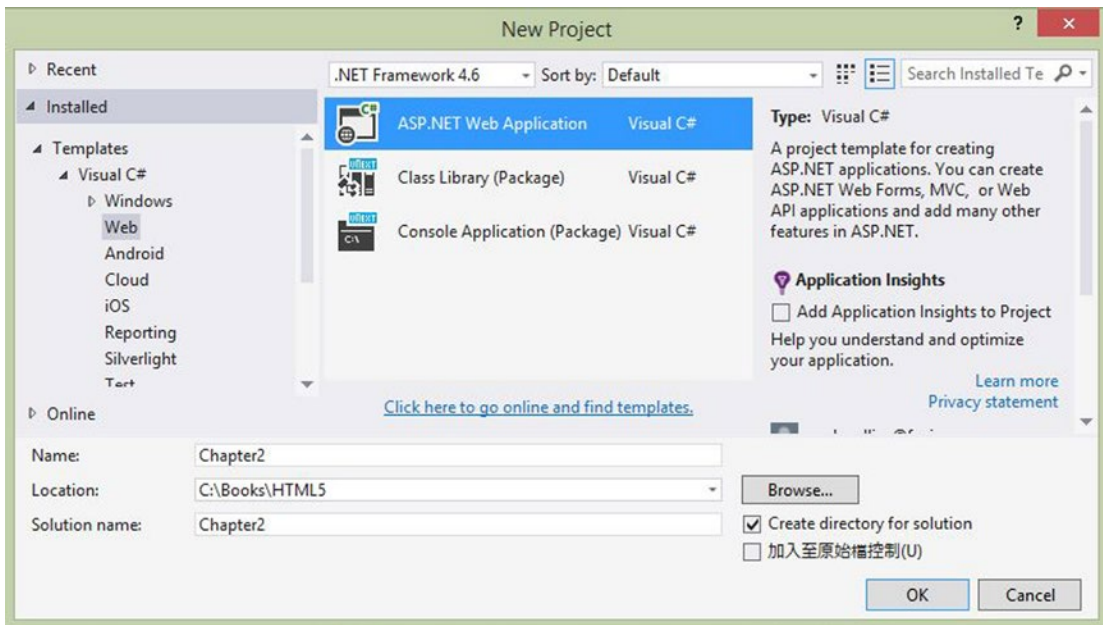 New Project
?
Recent
Installed
Templates
Visual C#
Windows
Web
Android
Cloud
iOS
Reporting
Silverlight
Test
Online
.NET Framework 4.6
Sort by: Default
Search Installed Te
C#
ASP.NET Web Application Visual C#
Class Library (Package) Visual C#
C:\
Console Application (Package) Visual C#
Click here to go online and find templates.
Type: Visual C#
A project template for creating
ASP.NET applications. You can create
ASP.NET Web Forms, MVC, or Web
API applications and add many other
features in ASP.NET.
Application Insights
Add Application Insights to Project
Help you understand and optimize
your application.
Learn more
Privacy statement
Name: Chapter2
Location: C:\Books\HTML5
Browse...
Solution name: Chapter2
Create directory for solution
加入至原始檔控制(U)
OK
Cancel